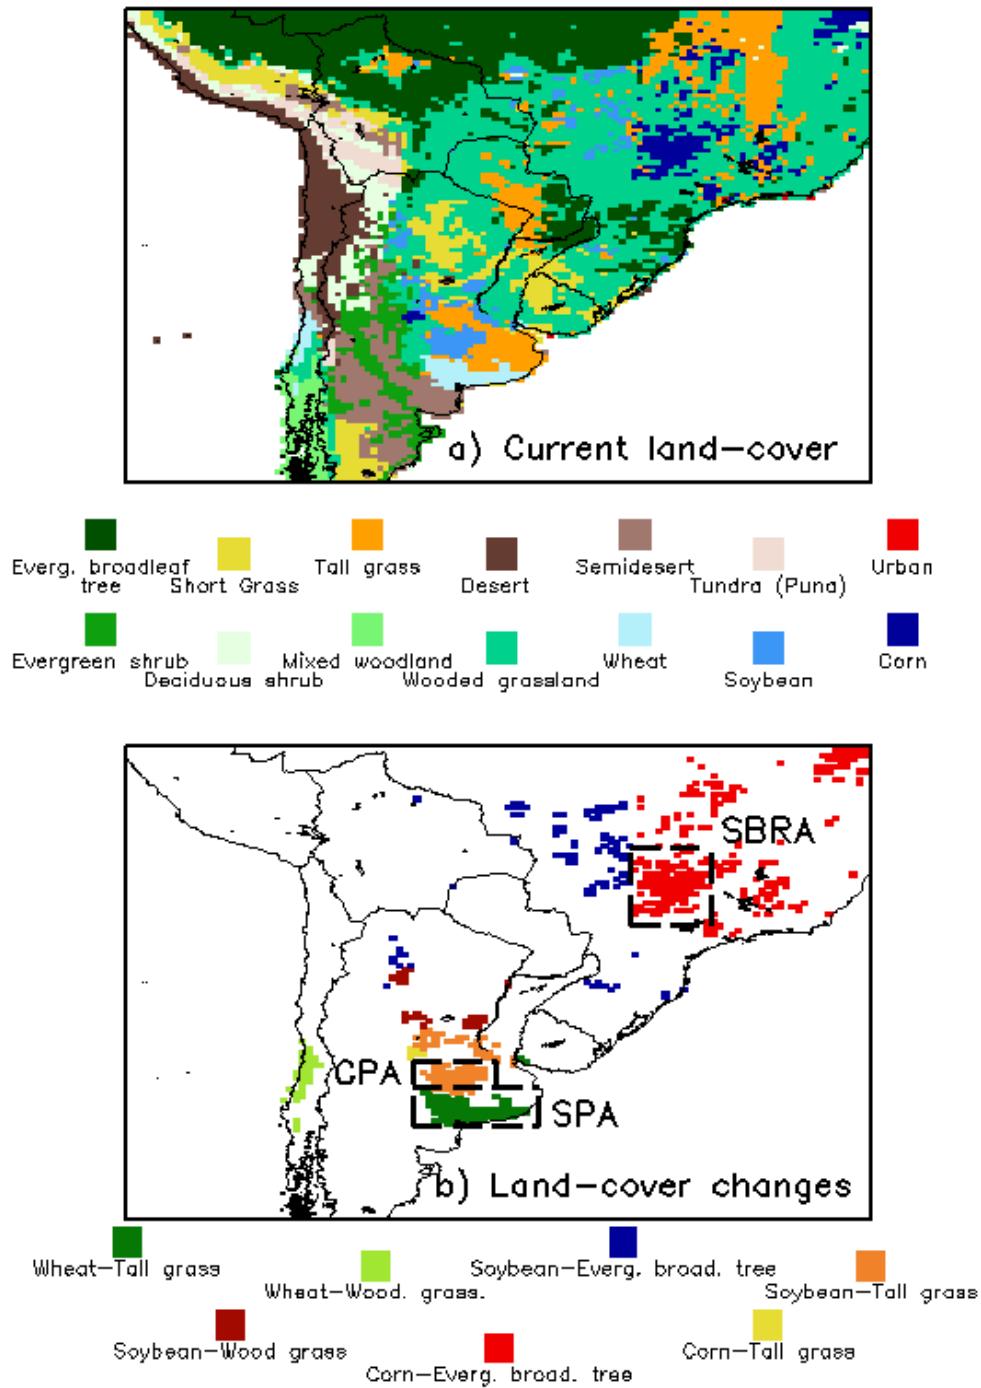 a) Current land-cover
Everg. broadleaf
tree
Short Grass
Tall grass
Desert
Semidesert
Tundra (Puna)
Urban
Evergreen shrub
Deciduous shrub
Mixed woodland
Wooded grassland
Wheat
Soybean
Corn
SBRA
CPA
SPA
b) Land-cover changes
Wheat-Tall grass
Wheat-Wood. grass.
Soybean-Everg. broad. tree
Soybean-Tall grass
Soybean-Wood grass
Corn-Everg. broad. tree
Corn-Tall grass